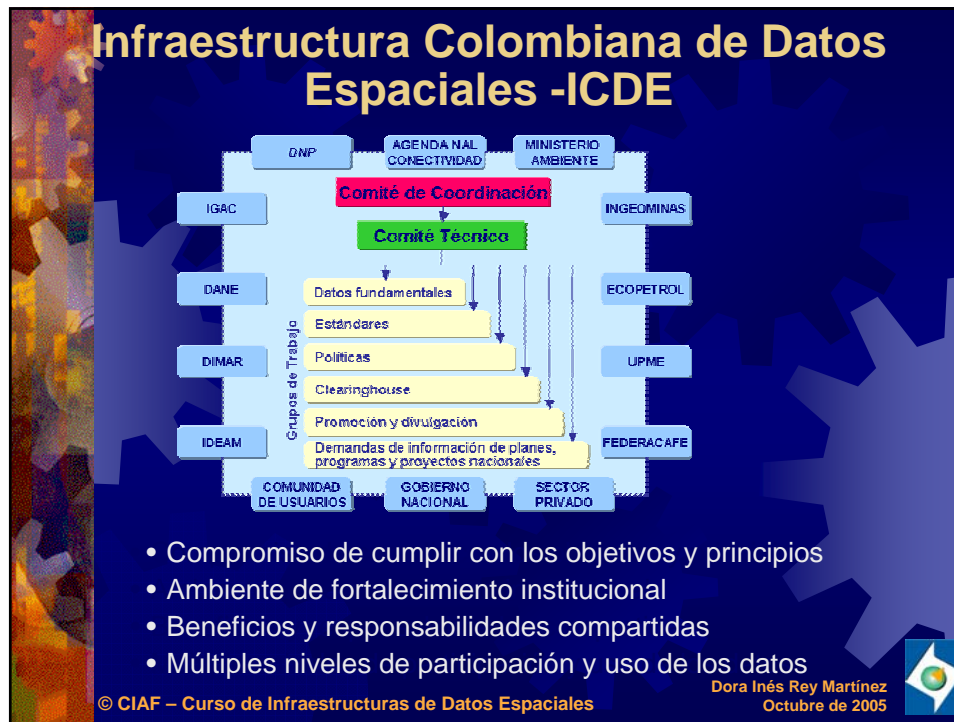 Infraestructura Colombiana de Datos
Espaciales -ICDE
DNP
AGENDA NAL
CONECTIVIDAD
MINISTERIO
AMBIENTE
Comité de Coordinación
IGAC
INGEOMINAS
Comité Técnico
DANE
ECOPETROL
Grupos de Trabajo
Datos fundamentales
Estándares
Políticas
DIMAR
UPME
Clearinghouse
Promoción y divulgación
IDEAM
FEDERACAFE
Demandas de información de planes,
programas y proyectos nacionales
COMUNIDAD
DE USUARIOS
GOBIERNO
NACIONAL
SECTOR
PRIVADO
• Compromiso de cumplir con los objetivos y principios
• Ambiente de fortalecimiento institucional
• Beneficios y responsabilidades compartidas
• Múltiples niveles de participación y uso de los datos
© CIAF – Curso de Infraestructuras de Datos Espaciales
Dora Inés Rey Martínez
Octubre de 2005